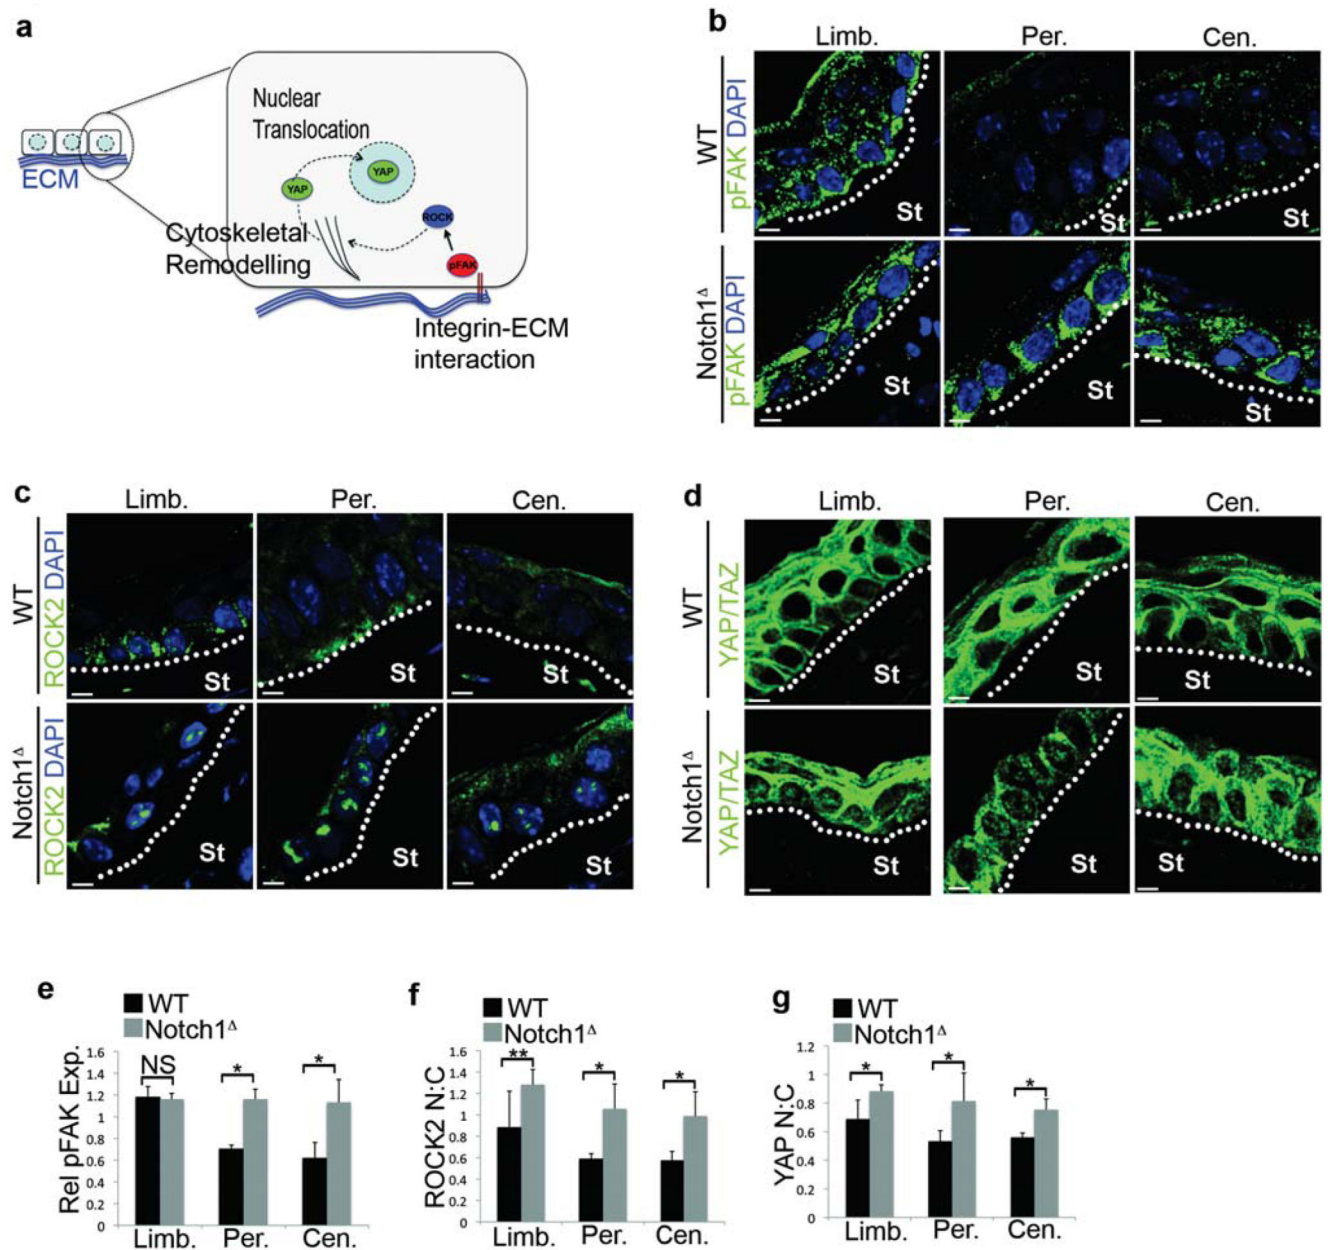 a
Nuclear
Translocation
YAP
YAP
ECM
ROCK
Cytoskeletal
Remodelling
pFAK
Integrin-ECM
interaction
b
Limb. Per. Cen.
WT
pFAK DAPI
St St St
Notch1Δ
pFAK DAPI
St St St
c
Limb. Per. Cen.
WT
ROCK2 DAPI
St St St
Notch1Δ
ROCK2 DAPI
St St St
d
Limb. Per. Cen.
WT
YAP/TAZ
St St St
Notch1Δ
YAP/TAZ
St St St
e
WT
Notch1Δ
Rel pFAK Exp.
1.6
1.4
1.2
1
0.8
0.6
0.4
0.2
0
NS * *
Limb. Per. Cen.
f
WT
Notch1Δ
ROCK2 N:C
1.6
1.4
1.2
1
0.8
0.6
0.4
0.2
0
** * *
Limb. Per. Cen.
g
WT
Notch1Δ
YAP N:C
1.2
1
0.8
0.6
0.4
0.2
0
* * *
Limb. Per. Cen.